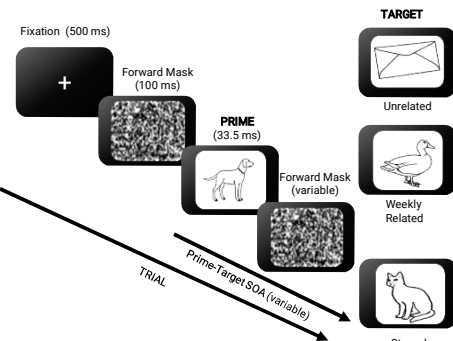 TARGET
Fixation (500 ms)
Forward Mask
(100 ms)
Unrelated
PRIME
(33.5 ms)
Forward Mask
(variable)
Weekly
Related
Prime-Target SOA (variable)
TRIAL